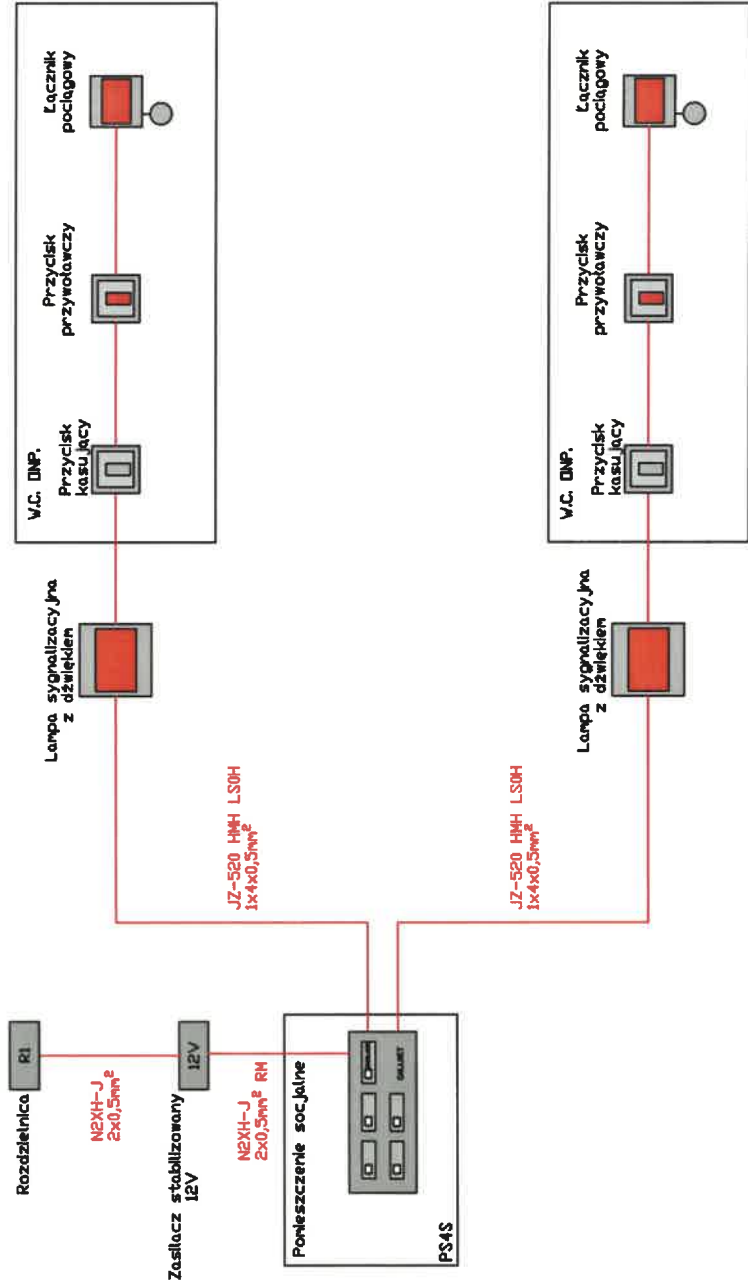 Rozdzielnica
R1
N2XH-J
2x0,5mm²
Zasilacz stabilizowany
12V
12V
N2XH-J
2x0,5mm² RM
Pomieszczenie socjalne
PS4S
JZ-520 HMH LS0H
1x4x0,5mm²
Lampa sygnalizacyjna
z dźwiękiem
W.C. ONP.
Przycisk
kasujący
Przycisk
przywoławczy
Łącznik
pociągowy
JZ-520 HMH LS0H
1x4x0,5mm²
Lampa sygnalizacyjna
z dźwiękiem
W.C. ONP.
Przycisk
kasujący
Przycisk
przywoławczy
Łącznik
pociągowy